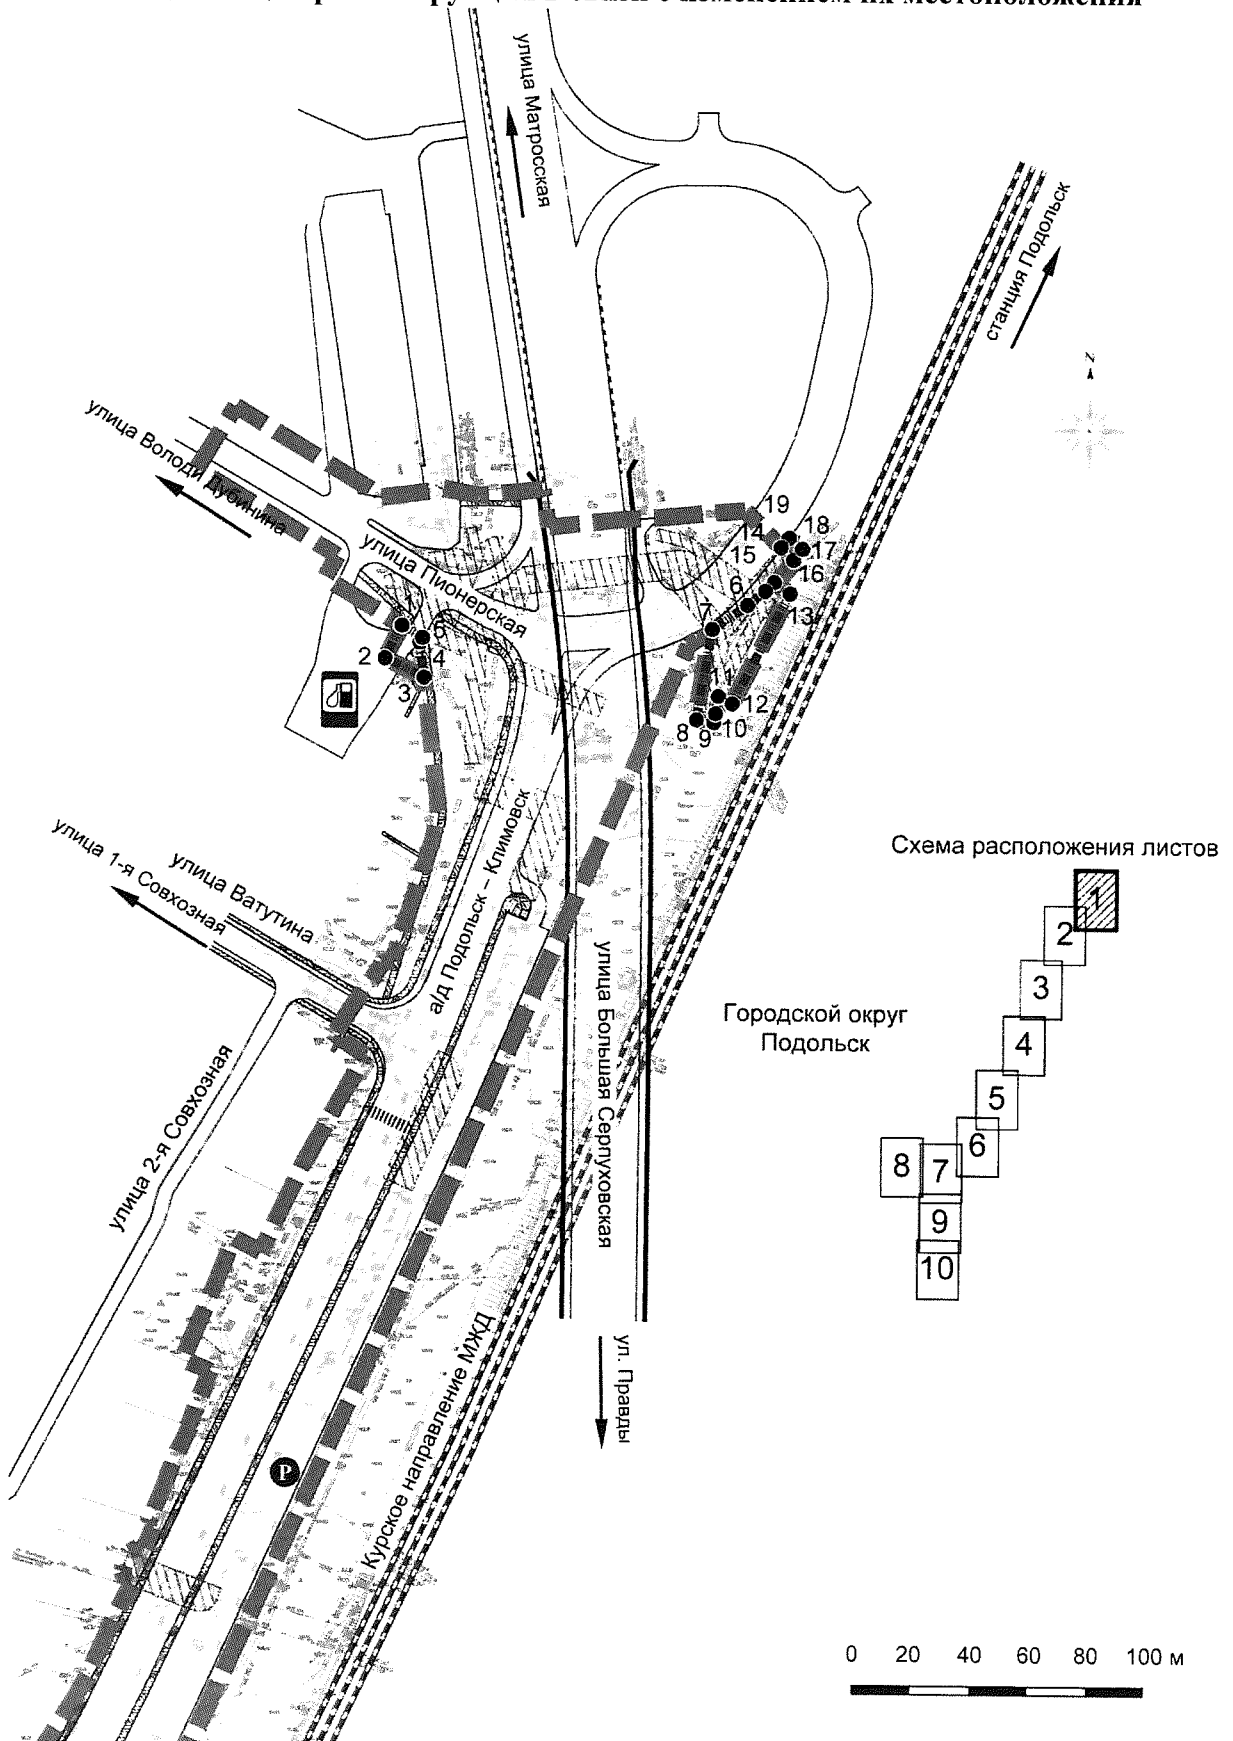 с изменением их местоположения
улица Матросская
станция Подольск
N
улица Володи Дубинина
улица Пионерская
19
14
18
15
17
16
6
13
7
1
5
2
4
3
11
12
8
9
10
улица Ватутина
улица 1-я Совхозная
а/д Подольск – Климовск
улица 2-я Совхозная
улица Большая Серпуховская
Городской округ
Подольск
Схема расположения листов
1
2
3
4
5
6
7
8
9
10
ул. Правды
Курское направление МЖД
P
0 20 40 60 80 100 м